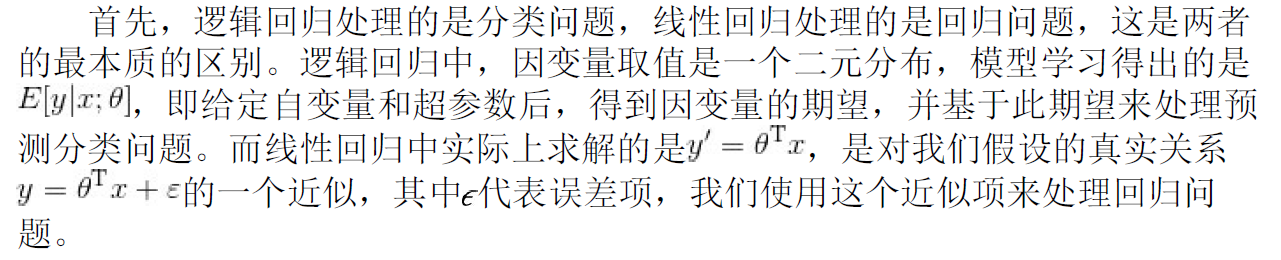 首先，逻辑回归处理的是分类问题，线性回归处理的是回归问题，这是两者
的最本质的区别。逻辑回归中，因变量取值是一个二元分布，模型学习得出的是
E[y|x; θ]，即给定自变量和超参数后，得到因变量的期望，并基于此期望来处理预
测分类问题。而线性回归中实际上求解的是y′ = θᵀx，是对我们假设的真实关系
y = θᵀx + ε的一个近似，其中ϵ代表误差项，我们使用这个近似项来处理回归问
题。